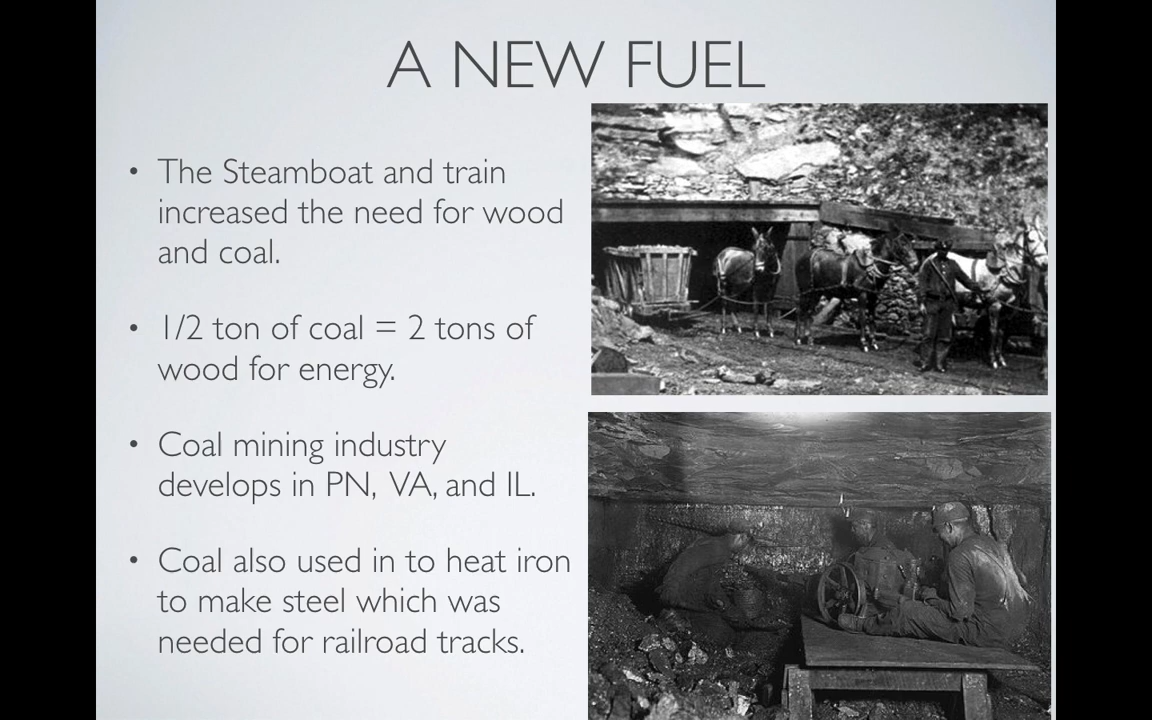 A NEW FUEL
• The Steamboat and train
increased the need for wood
and coal.
• 1/2 ton of coal = 2 tons of
wood for energy.
• Coal mining industry
develops in PN, VA, and IL.
• Coal also used in to heat iron
to make steel which was
needed for railroad tracks.